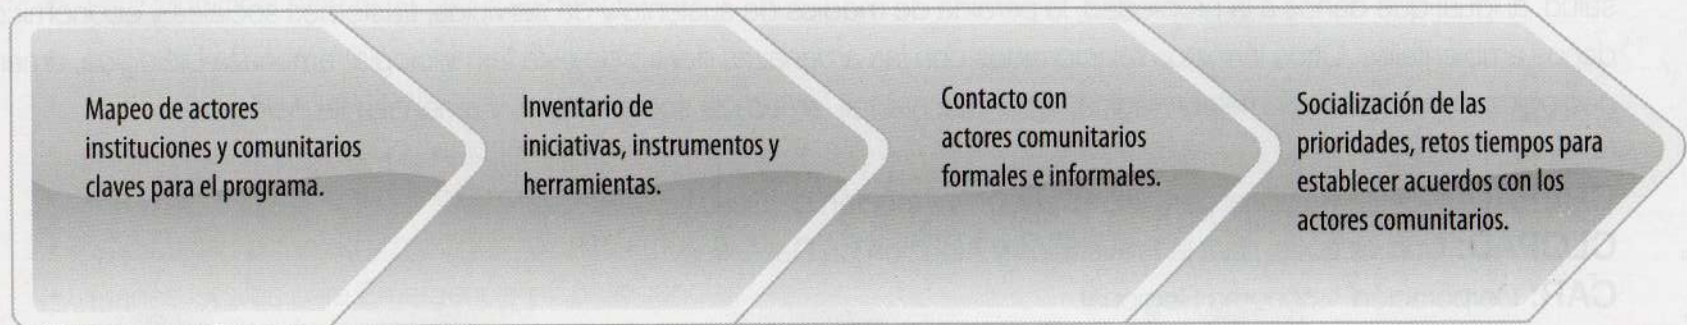 Mapeo de actores
instituciones y comunitarios
claves para el programa.
Inventario de
iniciativas, instrumentos y
herramientas.
Contacto con
actores comunitarios
formales e informales.
Socialización de las
prioridades, retos tiempos para
establecer acuerdos con los
actores comunitarios.